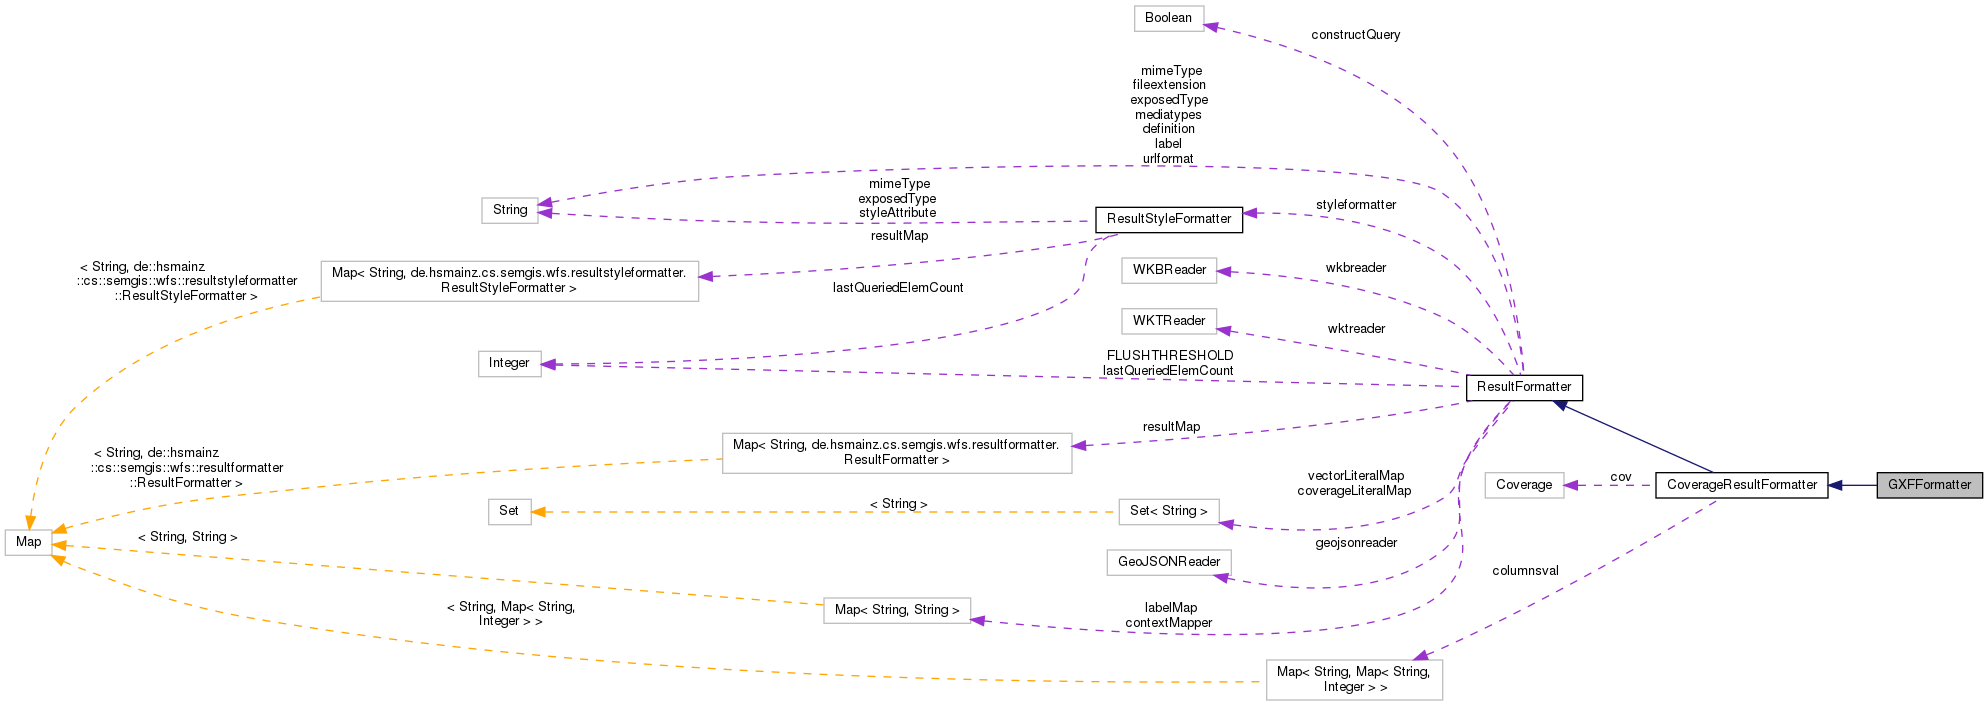 Boolean
constructQuery
mimeType
fileextension
exposedType
mediatypes
definition
label
urlformat
mimeType
exposedType
styleAttribute
String
ResultStyleFormatter
styleformatter
resultMap
< String, de::hsmainz
::cs::semgis::wfs::resultstyleformatter
::ResultStyleFormatter >
Map< String, de.hsmainz.cs.semgis.wfs.resultstyleformatter.
ResultStyleFormatter >
lastQueriedElemCount
WKBReader
wkbreader
WKTReader
wktreader
Integer
FLUSHTHRESHOLD
lastQueriedElemCount
ResultFormatter
resultMap
Map< String, de.hsmainz.cs.semgis.wfs.resultformatter.
ResultFormatter >
< String, de::hsmainz
::cs::semgis::wfs::resultformatter
::ResultFormatter >
vectorLiteralMap
coverageLiteralMap
Coverage
cov
CoverageResultFormatter
GXFFormatter
Set
< String >
Set< String >
Map
< String, String >
geojsonreader
GeoJSONReader
columnsval
Map< String, String >
labelMap
contextMapper
< String, Map< String,
Integer > >
Map< String, Map< String,
Integer > >